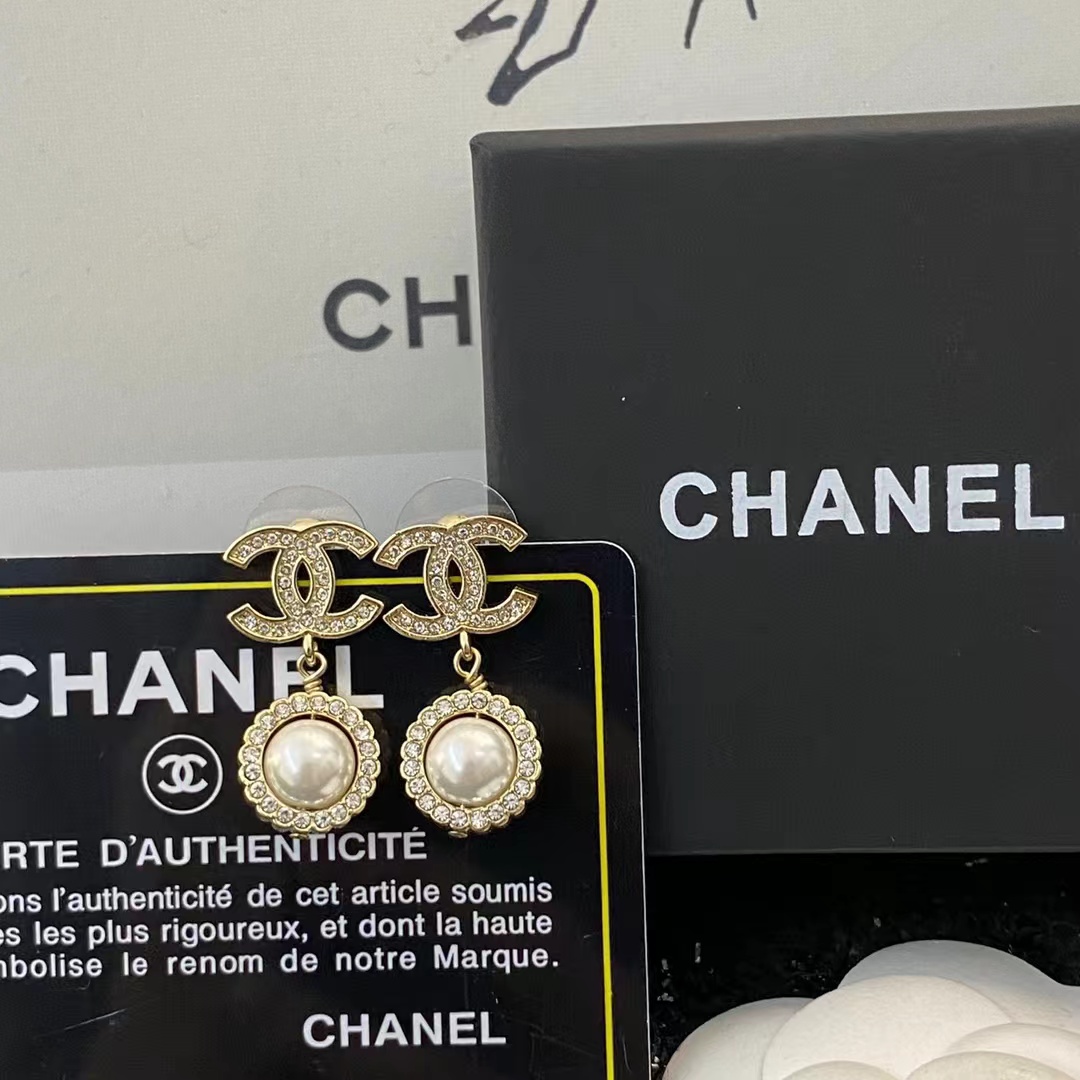 CH
CHANEL
CHANEL
RTE D'AUTHENTICITÉ
ons l'authenticité de cet article soumis
es les plus rigoureux, et dont la haute
mbolise le renom de notre Marque.
CHANEL